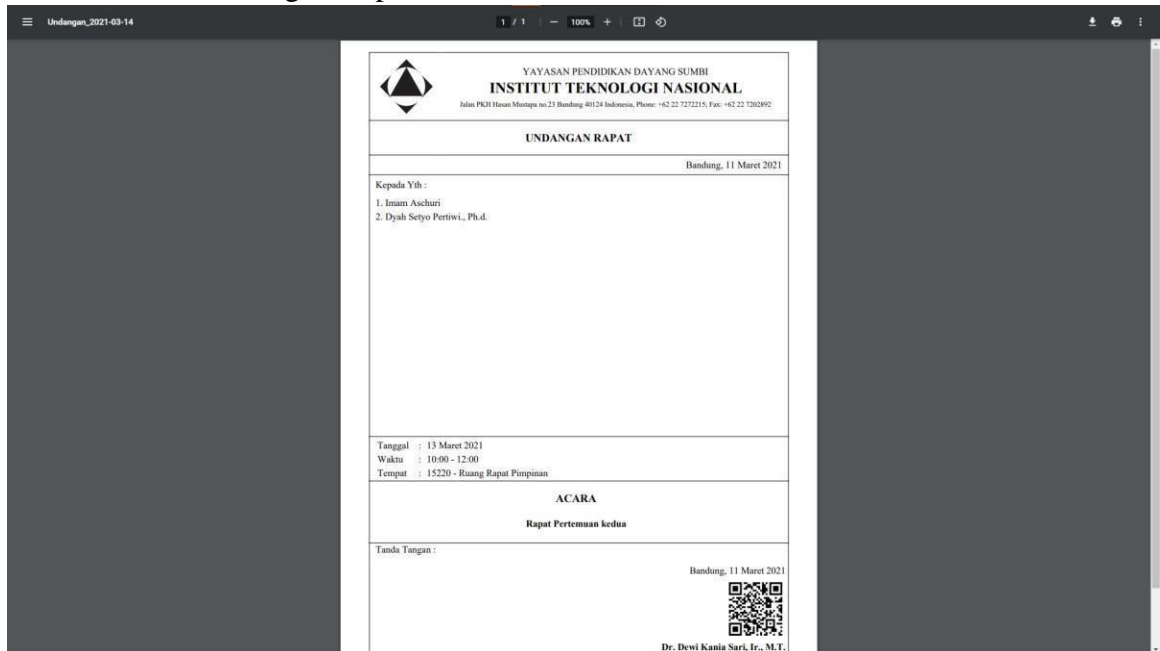 Undangan_2021-03-14
1 / 1
100%
YAYASAN PENDIDIKAN DAYANG SUMBI
INSTITUT TEKNOLOGI NASIONAL
Jalan PKH Hasan Mustapa no.23 Bandung 40124 Indonesia, Phone: +62 22 7272215; Fax: +62 22 7202892
UNDANGAN RAPAT
Bandung, 11 Maret 2021
Kepada Yth :
1. Imam Aschuri
2. Dyah Setyo Pertiwi., Ph.d.
Tanggal : 13 Maret 2021
Waktu : 10:00 - 12:00
Tempat : 15220 - Ruang Rapat Pimpinan
ACARA
Rapat Pertemuan kedua
Tanda Tangan :
Bandung, 11 Maret 2021
Dr. Dewi Kania Sari, Ir., M.T.